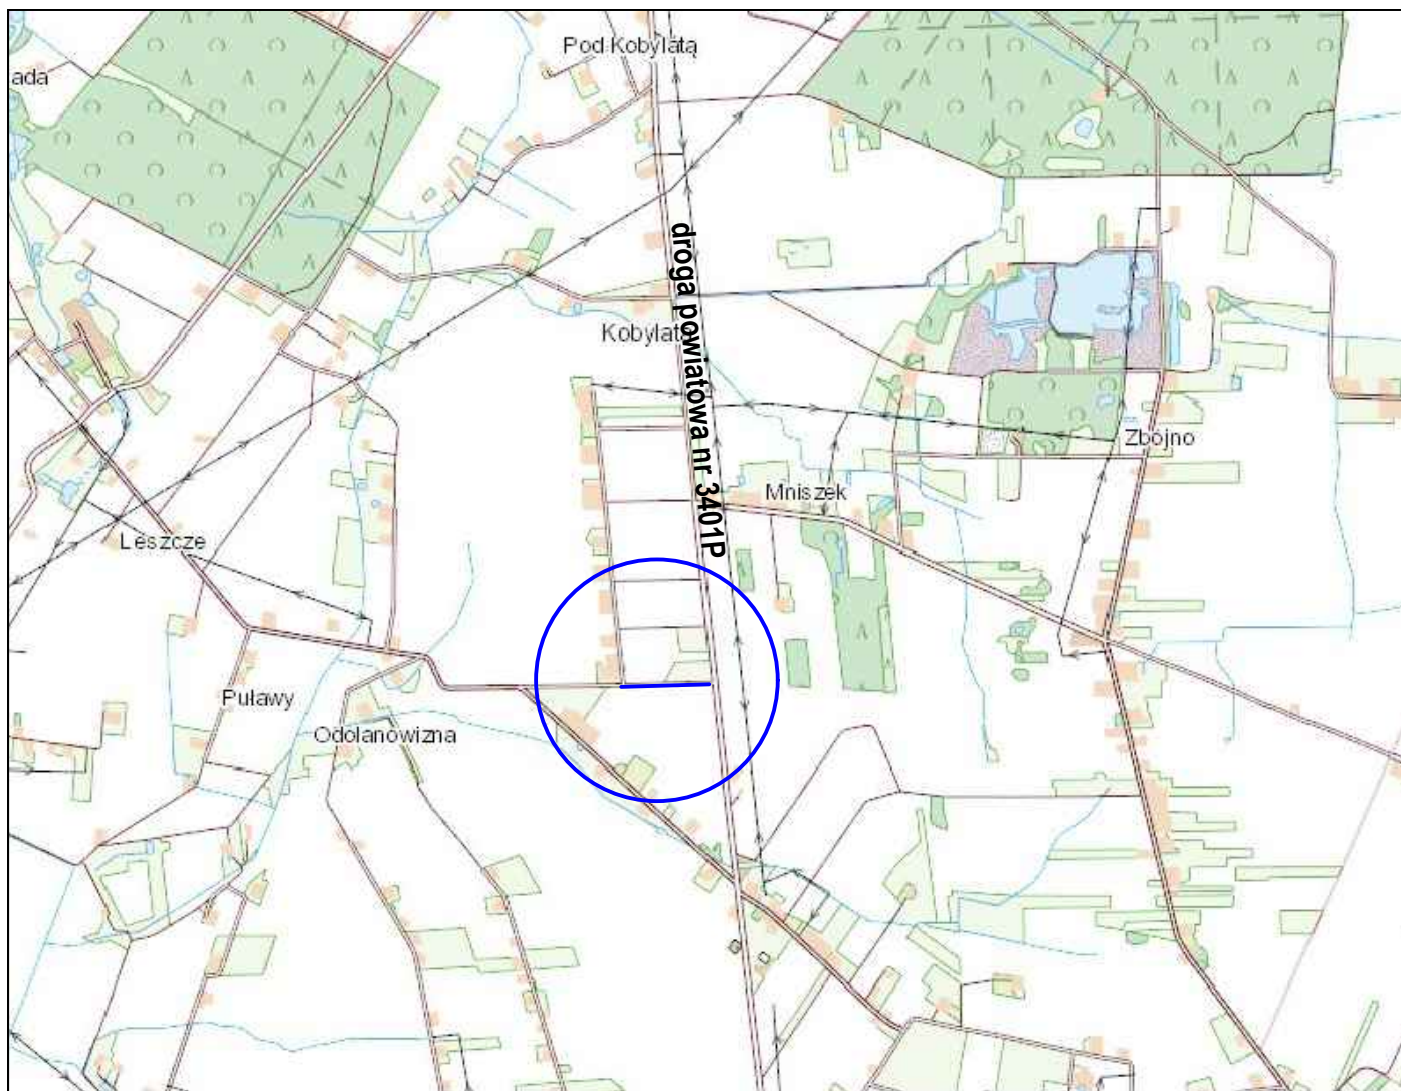 Pod Kobylatą
ada
droga powiatowa nr 3401P
Kobylata
Zbójno
Mniszek
Leszcze
Puławy
Odolanowizna